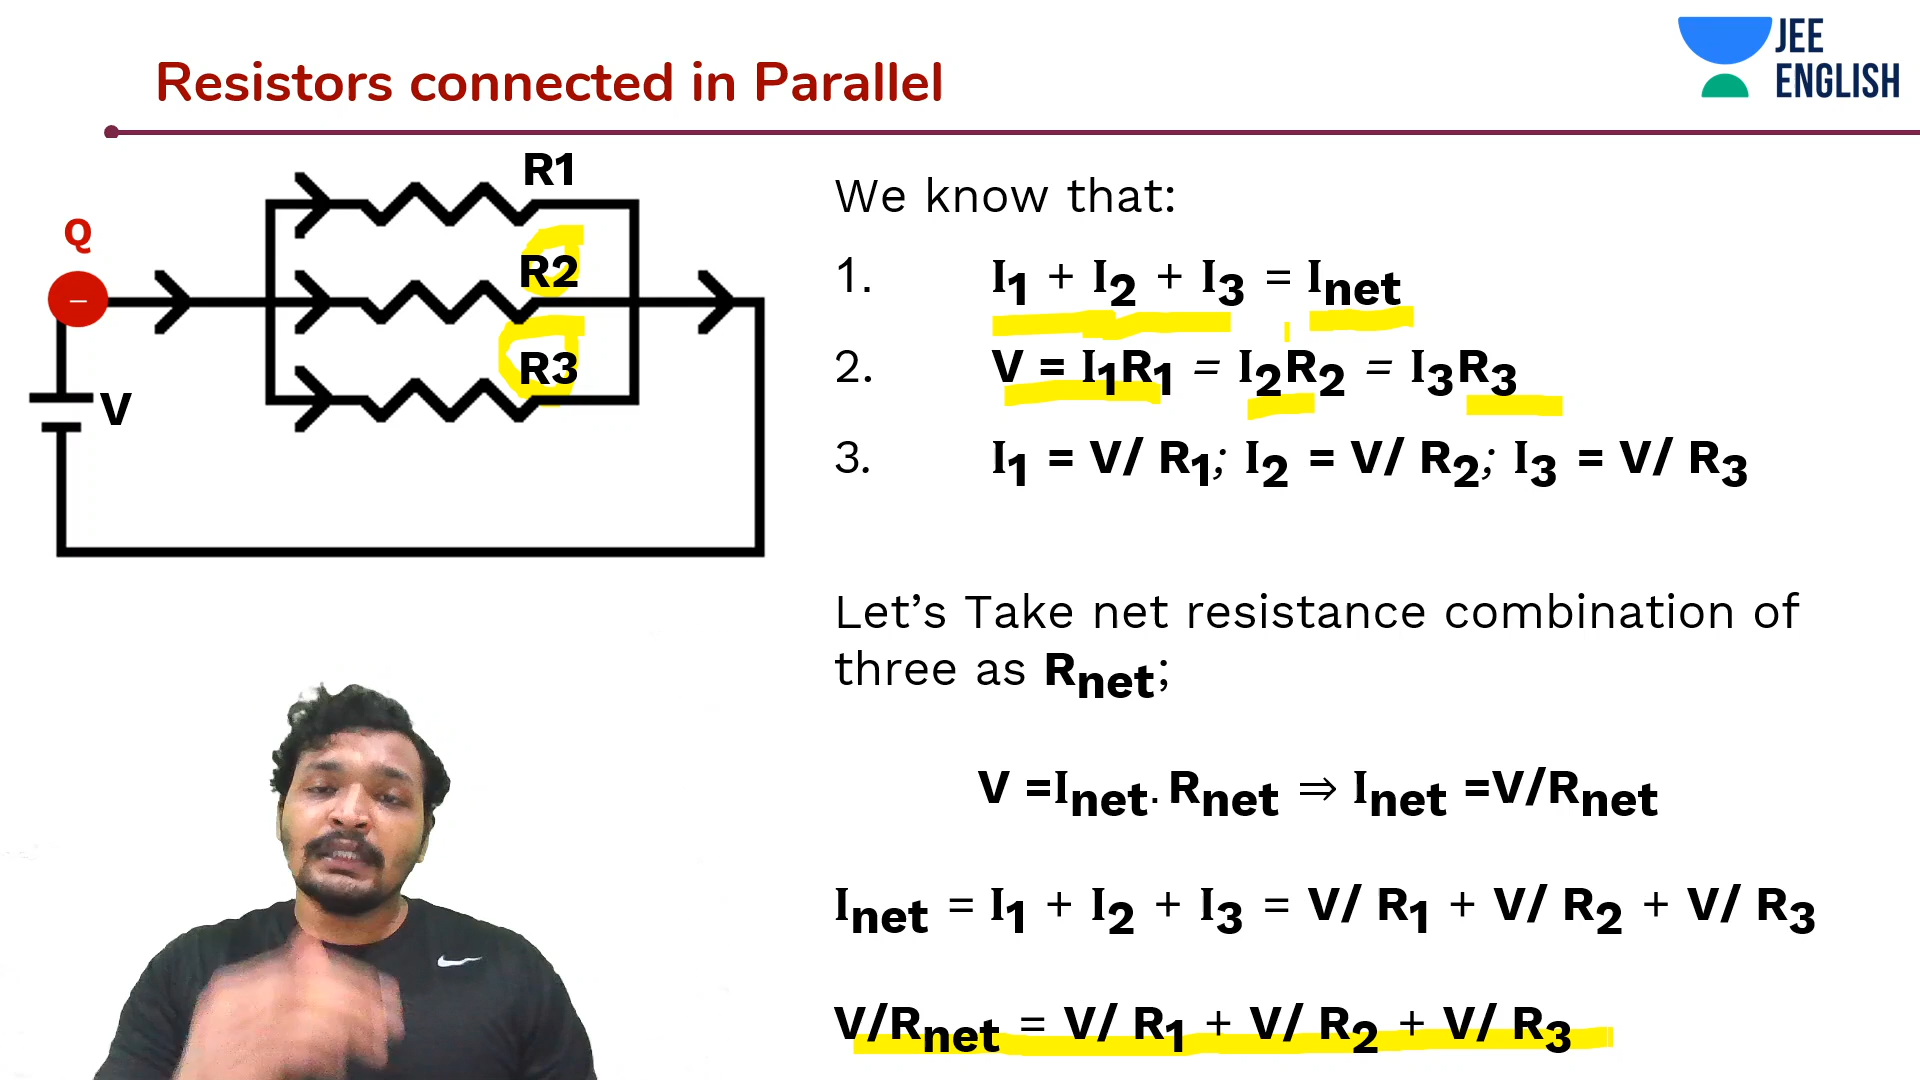 JEE
ENGLISH
Resistors connected in Parallel
R1
Q
R2
–
R3
V
We know that:
1. I1 + I2 + I3 = Inet
2. V = I1R1 = I2R2 = I3R3
3. I1 = V/ R1; I2 = V/ R2; I3 = V/ R3
Let’s Take net resistance combination of
three as Rnet;
V =Inet. Rnet ⇒ Inet =V/Rnet
Inet = I1 + I2 + I3 = V/ R1 + V/ R2 + V/ R3
V/Rnet = V/ R1 + V/ R2 + V/ R3